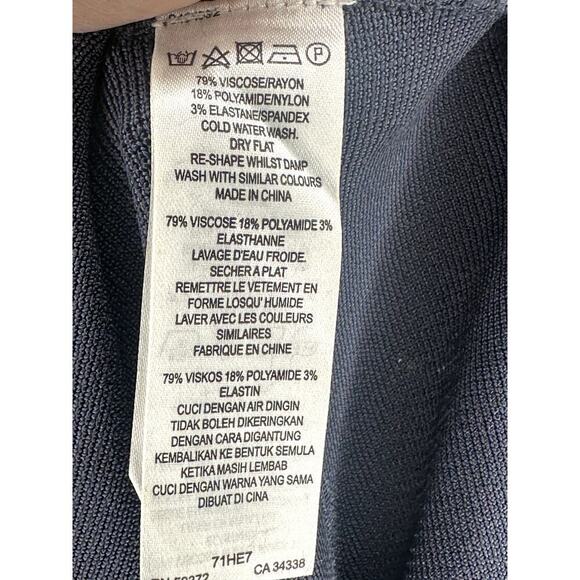 79% VISCOSE/RAYON
18% POLYAMIDE/NYLON
3% ELASTANE/SPANDEX
COLD WATER WASH.
DRY FLAT
RE-SHAPE WHILST DAMP
WASH WITH SIMILAR COLOURS
MADE IN CHINA
79% VISCOSE 18% POLYAMIDE 3%
ELASTHANNE
LAVAGE D'EAU FROIDE.
SECHER A PLAT
REMETTRE LE VETEMENT EN
FORME LOSQU' HUMIDE
LAVER AVEC LES COULEURS
SIMILAIRES
FABRIQUE EN CHINE
79% VISKOS 18% POLYAMIDE 3%
ELASTIN
CUCI DENGAN AIR DINGIN
TIDAK BOLEH DIKERINGKAN
DENGAN CARA DIGANTUNG
KEMBALIKAN KE BENTUK SEMULA
KETIKA MASIH LEMBAB
CUCI DENGAN WARNA YANG SAMA
DIBUAT DI CINA
71HE7
CA 34338